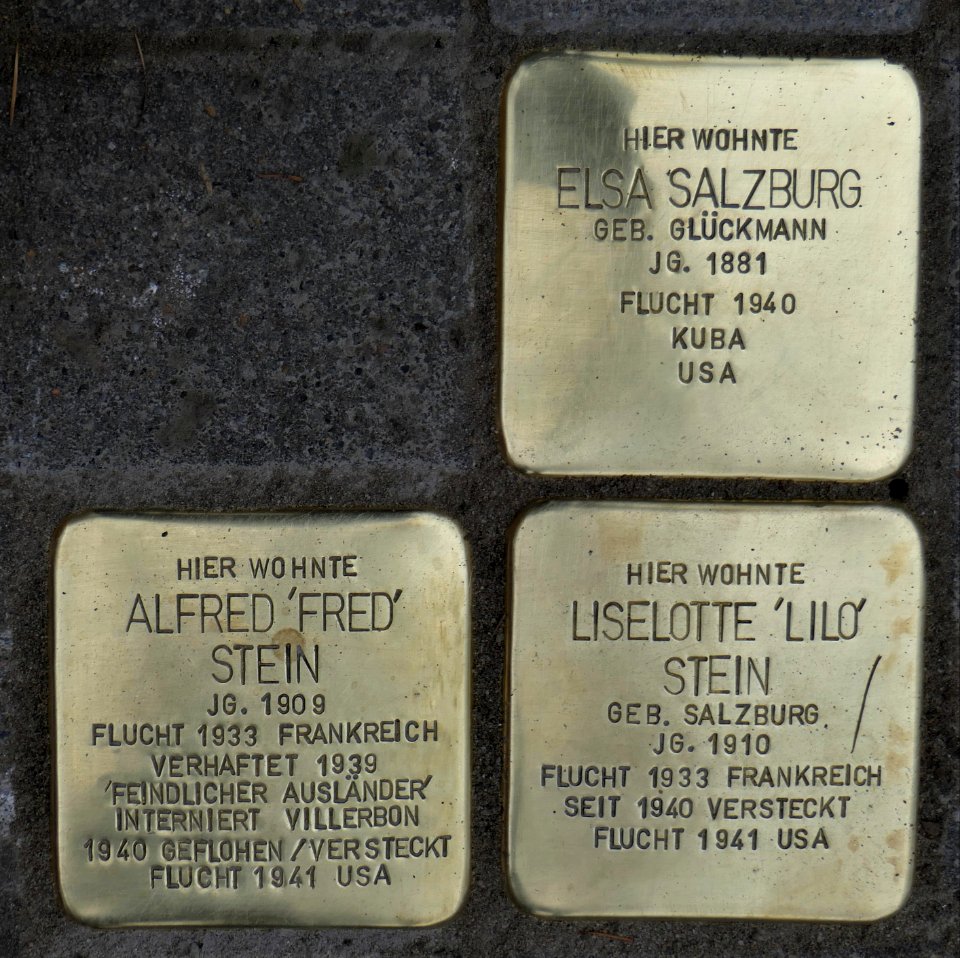 HIER WOHNTE
ELSA SALZBURG
GEB. GLÜCKMANN
JG. 1881
FLUCHT 1940
KUBA
USA
HIER WOHNTE
ALFRED 'FRED'
STEIN
JG. 1909
FLUCHT 1933 FRANKREICH
VERHAFTET 1939
'FEINDLICHER AUSLÄNDER'
INTERNIERT VILLERBON
1940 GEFLOHEN/VERSTECKT
FLUCHT 1941 USA
HIER WOHNTE
LISELOTTE 'LILO'
STEIN
GEB. SALZBURG
JG. 1910
FLUCHT 1933 FRANKREICH
SEIT 1940 VERSTECKT
FLUCHT 1941 USA